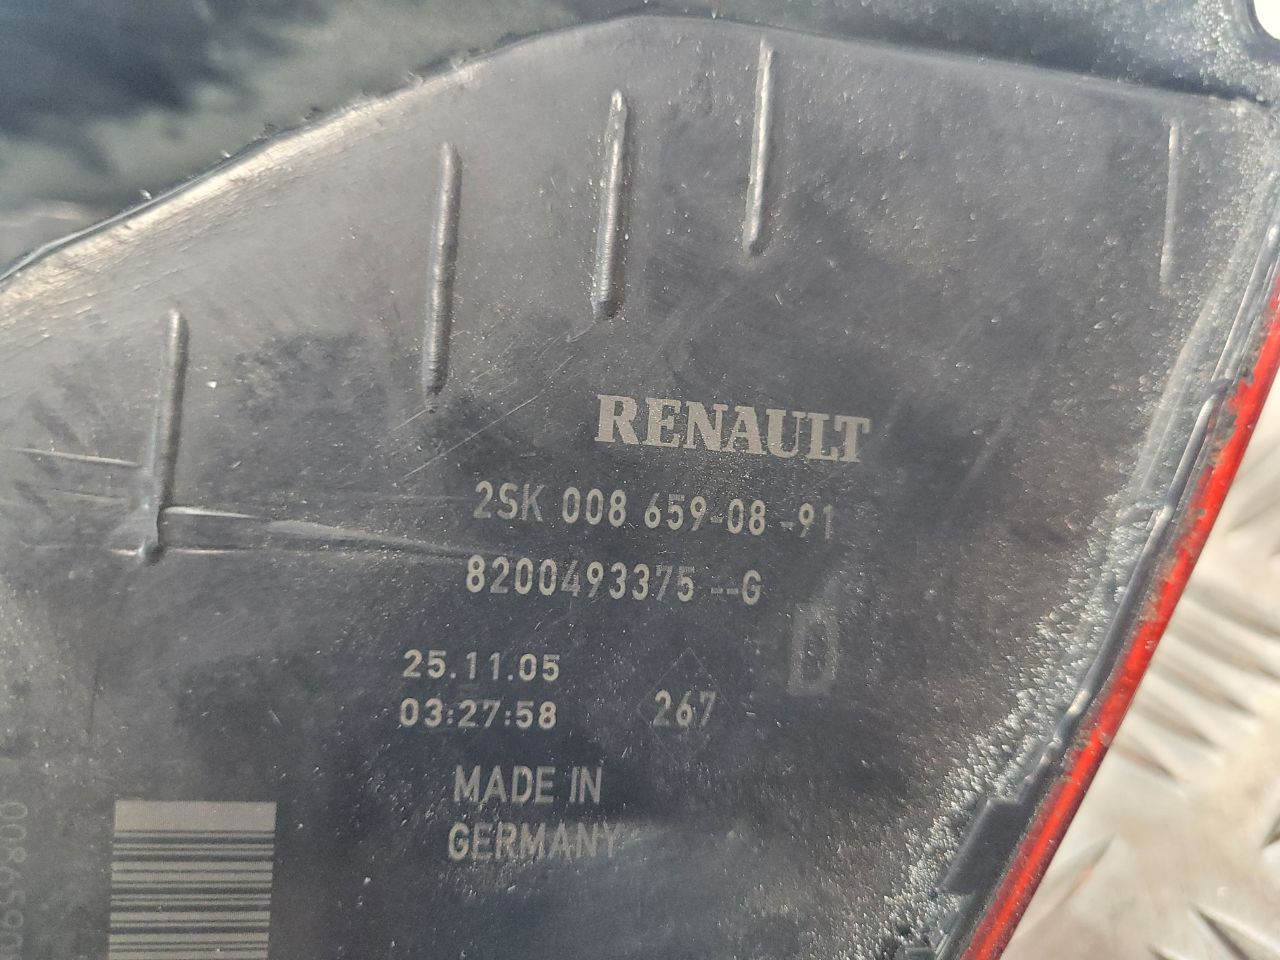 RENAULT
2SK 008 659-08 -91
8200493375 --G
D
25.11.05
03:27:58
267
MADE IN
GERMANY